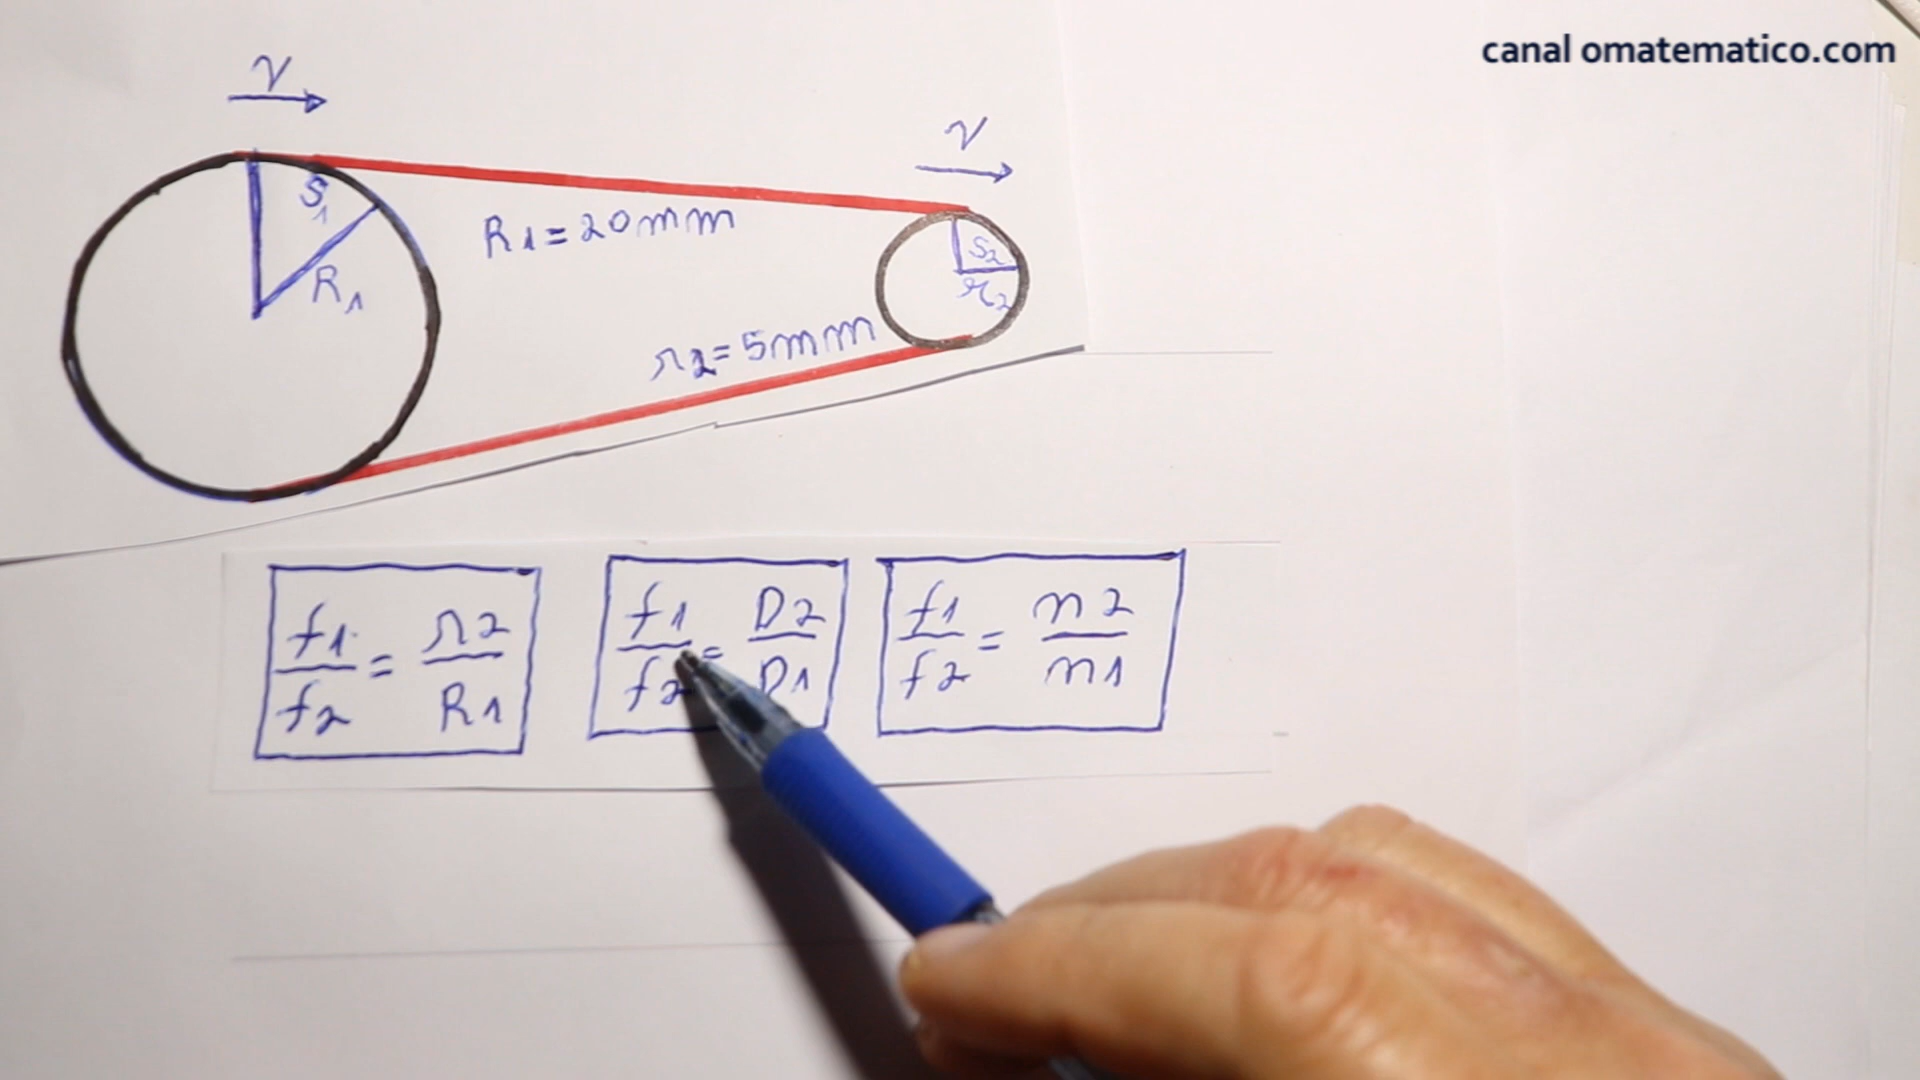 canal omatematico.com
v
v
S1
R1 = 20mm
S2
R1
r2
r2 = 5mm
f1/f2 = r2/R1
f1/f2 = D2/D1
f1/f2 = n2/n1